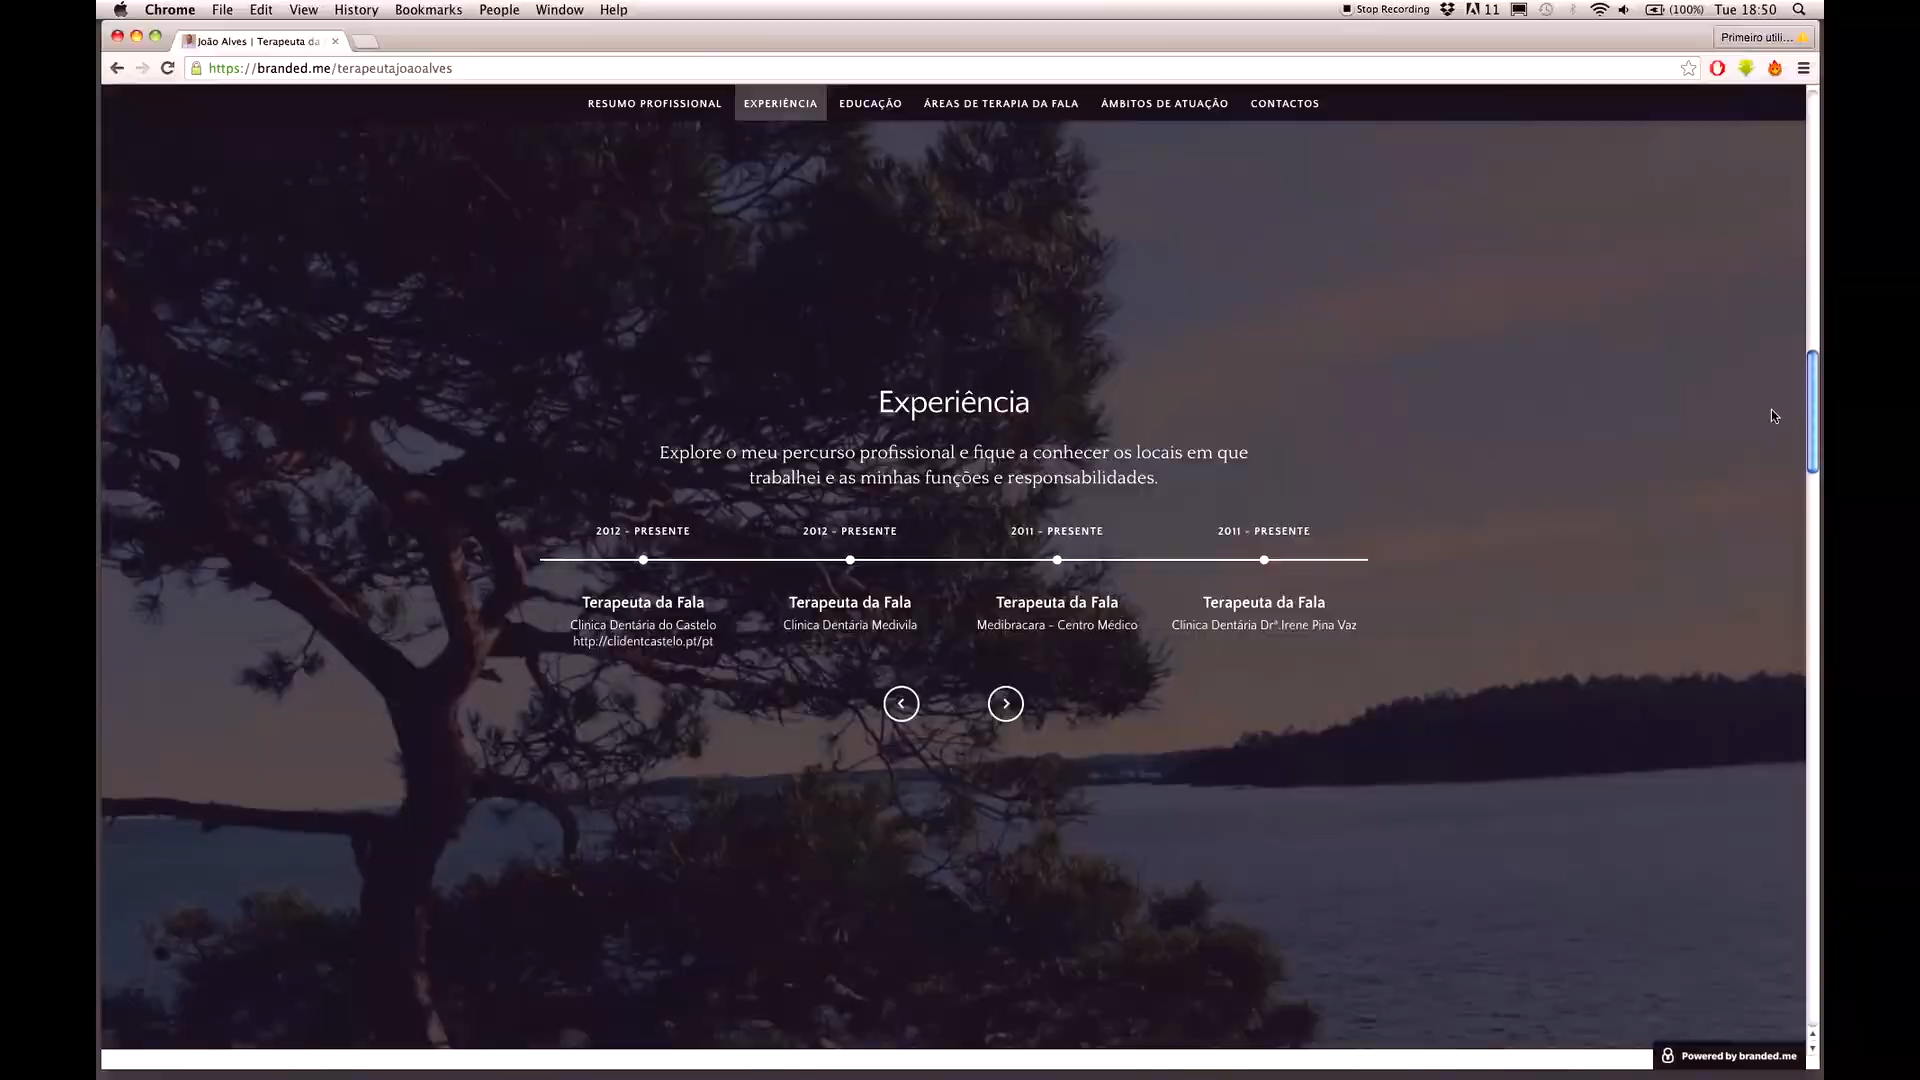 Chrome File Edit View History Bookmarks People Window Help Stop Recording 11 (100%) Tue 18:50
João Alves | Terapeuta da Primeiro utili...
https://branded.me/terapeutajoaoalves
RESUMO PROFISSIONAL EXPERIÊNCIA EDUCAÇÃO ÁREAS DE TERAPIA DA FALA ÂMBITOS DE ATUAÇÃO CONTACTOS
Experiência
Explore o meu percurso profissional e fique a conhecer os locais em que
trabalhei e as minhas funções e responsabilidades.
2012 - PRESENTE 2012 - PRESENTE 2011 - PRESENTE 2011 - PRESENTE
Terapeuta da Fala Terapeuta da Fala Terapeuta da Fala Terapeuta da Fala
Clinica Dentária do Castelo Clinica Dentária Medivila Medibracara - Centro Médico Clínica Dentária Drª.Irene Pina Vaz
http://clidentcastelo.pt/pt
Powered by branded.me